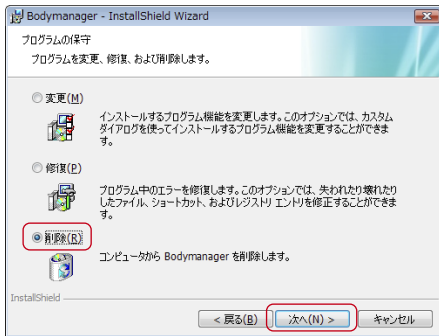 Bodymanager - InstallShield Wizard
プログラムの保守
プログラムを変更、修復、および削除します。
変更(M)
インストールするプログラム機能を変更します。このオプションでは、カスタム
ダイアログを使ってインストールするプログラム機能を変更することができま
す。
修復(P)
プログラム中のエラーを修復します。このオプションでは、失われたり壊れたり
したファイル、ショートカット、およびレジストリ エントリを修正することができま
す。
削除(R)
コンピュータから Bodymanager を削除します。
InstallShield
< 戻る(B)
次へ(N) >
キャンセル